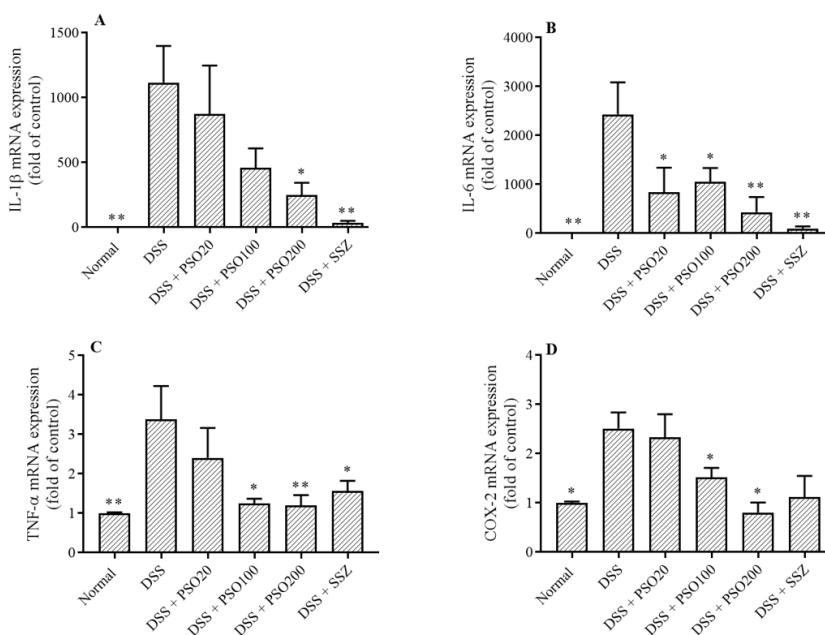 A
IL-1β mRNA expression
(fold of control)
1500
1000
500
0
**
*
**
Normal
DSS
DSS + PSO20
DSS + PSO100
DSS + PSO200
DSS + SSZ
B
IL-6 mRNA expression
(fold of control)
4000
3000
2000
1000
0
**
*
*
**
**
Normal
DSS
DSS + PSO20
DSS + PSO100
DSS + PSO200
DSS + SSZ
C
TNF-α mRNA expression
(fold of control)
5
4
3
2
1
0
**
*
**
*
Normal
DSS
DSS + PSO20
DSS + PSO100
DSS + PSO200
DSS + SSZ
D
COX-2 mRNA expression
(fold of control)
4
3
2
1
0
*
*
*
Normal
DSS
DSS + PSO20
DSS + PSO100
DSS + PSO200
DSS + SSZ